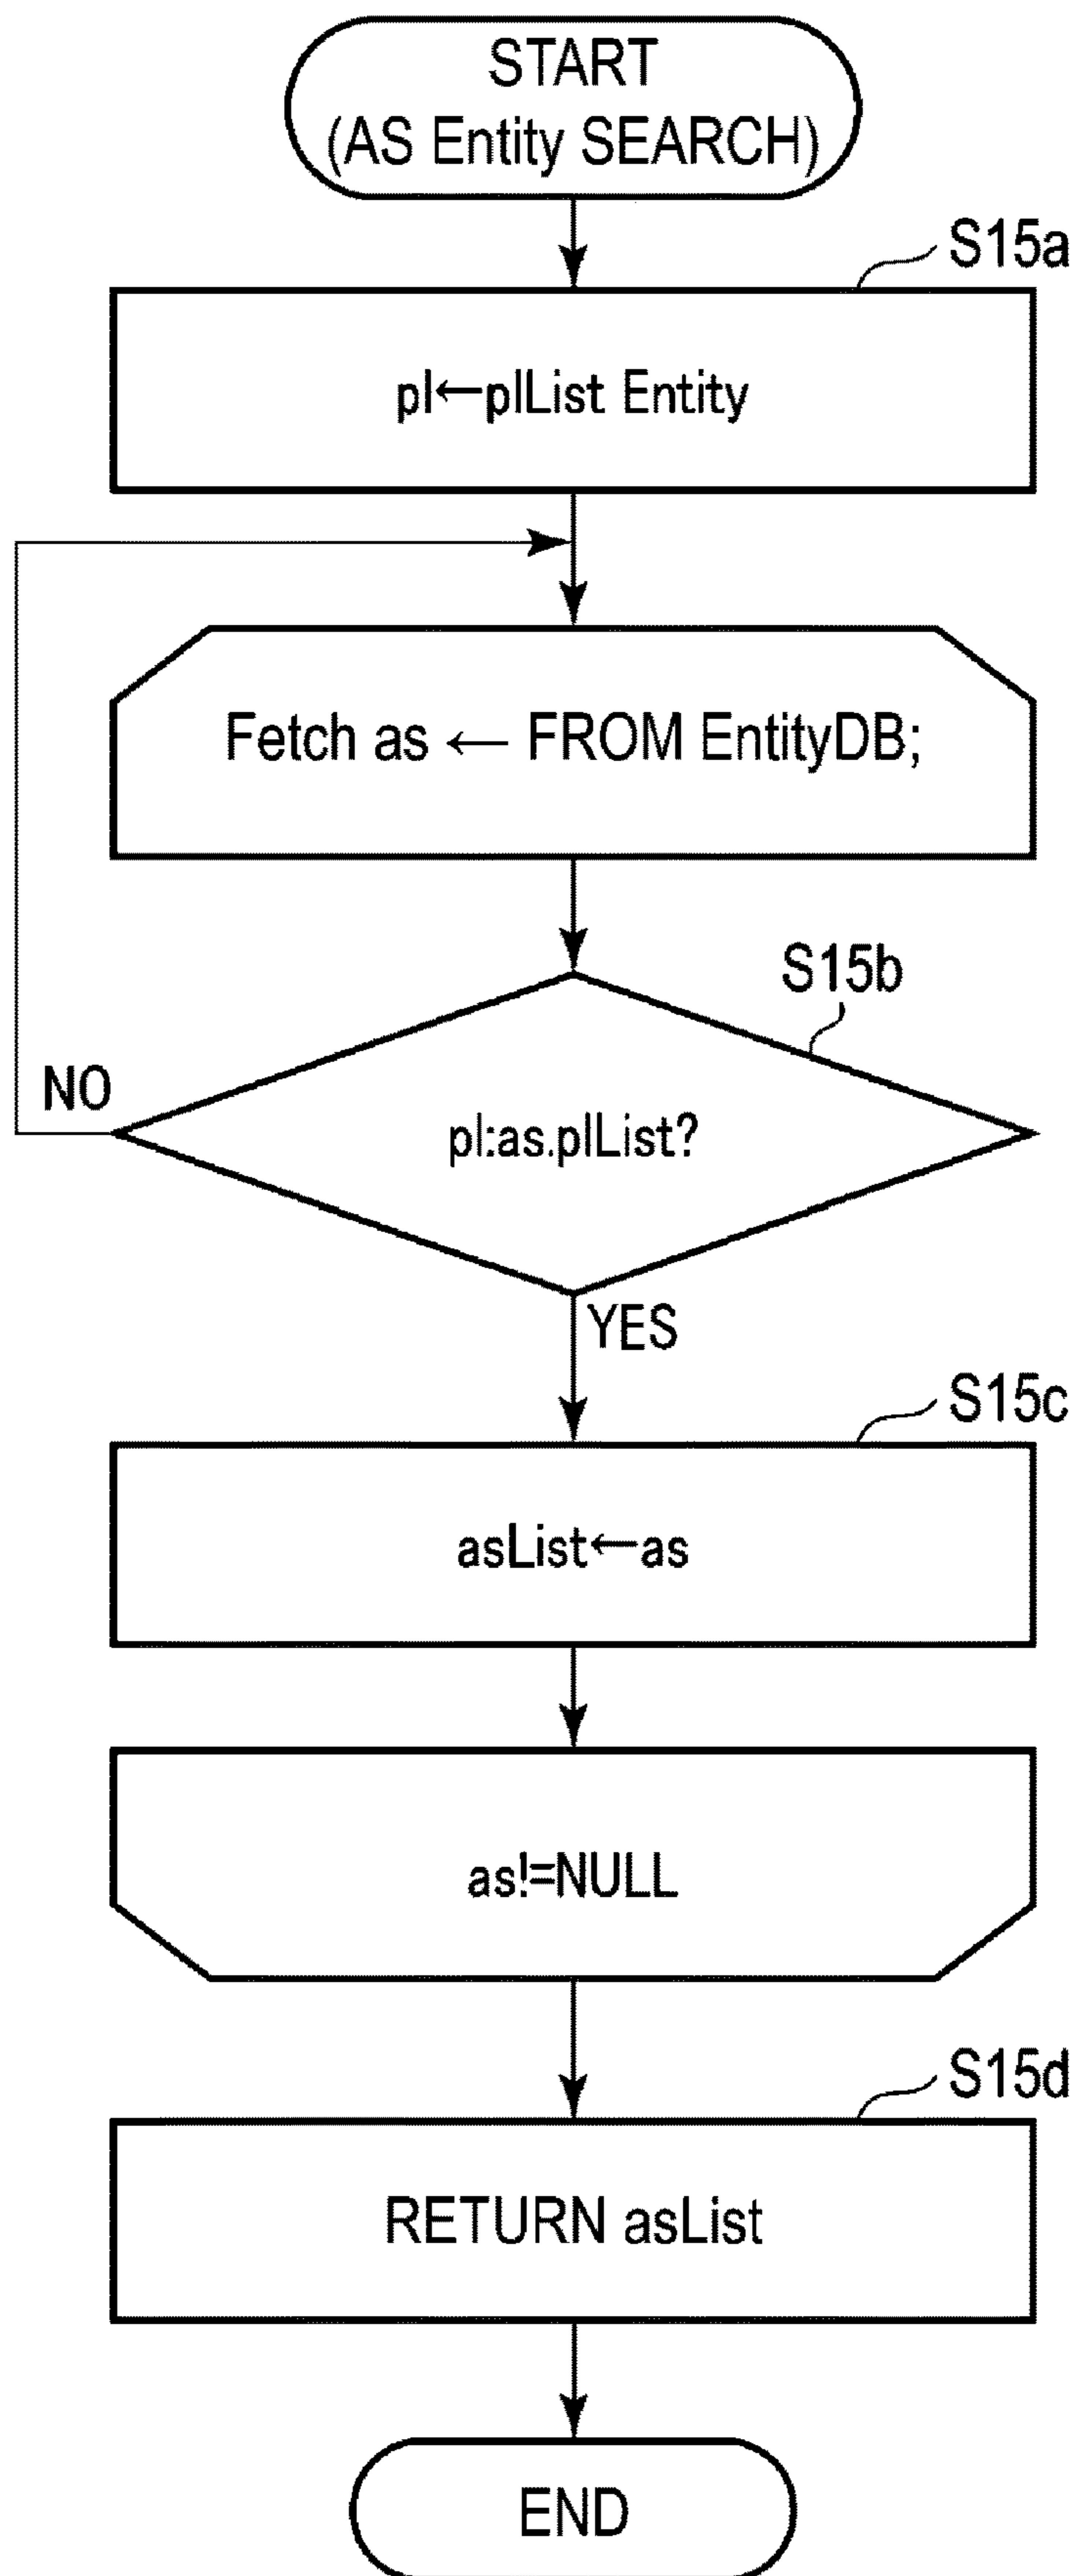 START
(AS Entity SEARCH)
S15a
pl←plList Entity
Fetch as ← FROM EntityDB;
S15b
NO
pl:as.plList?
YES
S15c
asList←as
as!=NULL
S15d
RETURN asList
END